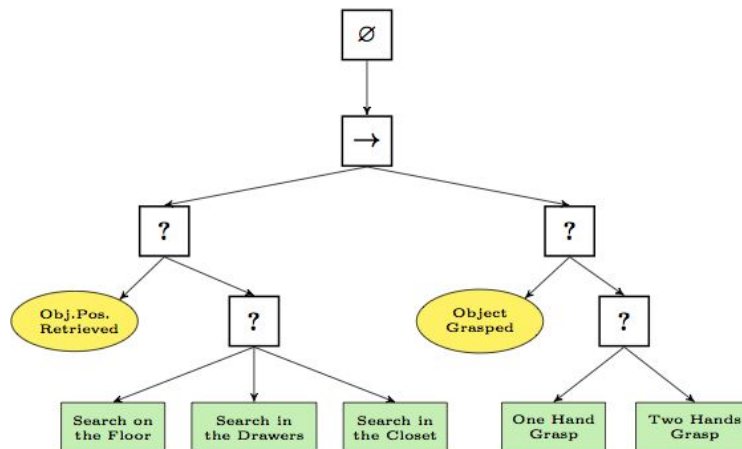 ∅
→
?
?
Obj.Pos.
Retrieved
?
Object
Grasped
?
Search on
the Floor
Search in
the Drawers
Search in
the Closet
One Hand
Grasp
Two Hands
Grasp